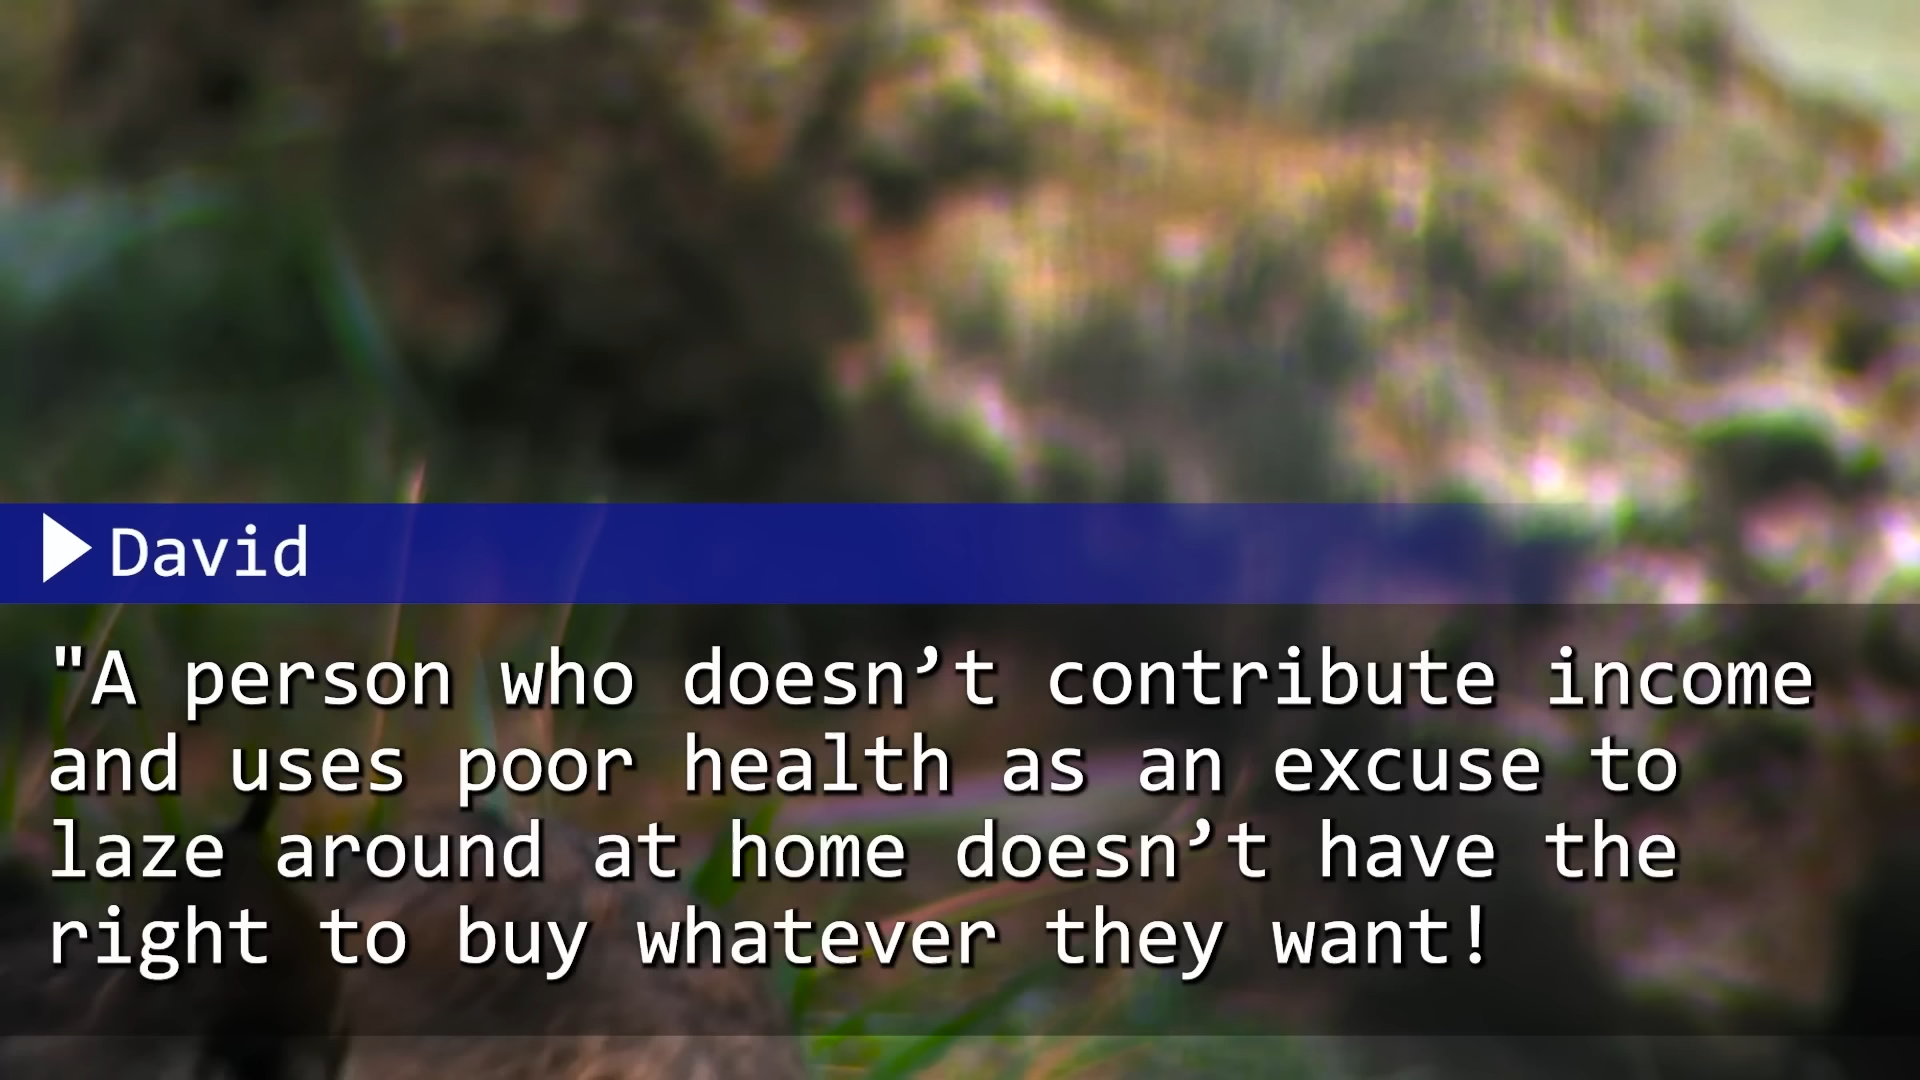 David
"A person who doesn’t contribute income
and uses poor health as an excuse to
laze around at home doesn’t have the
right to buy whatever they want!